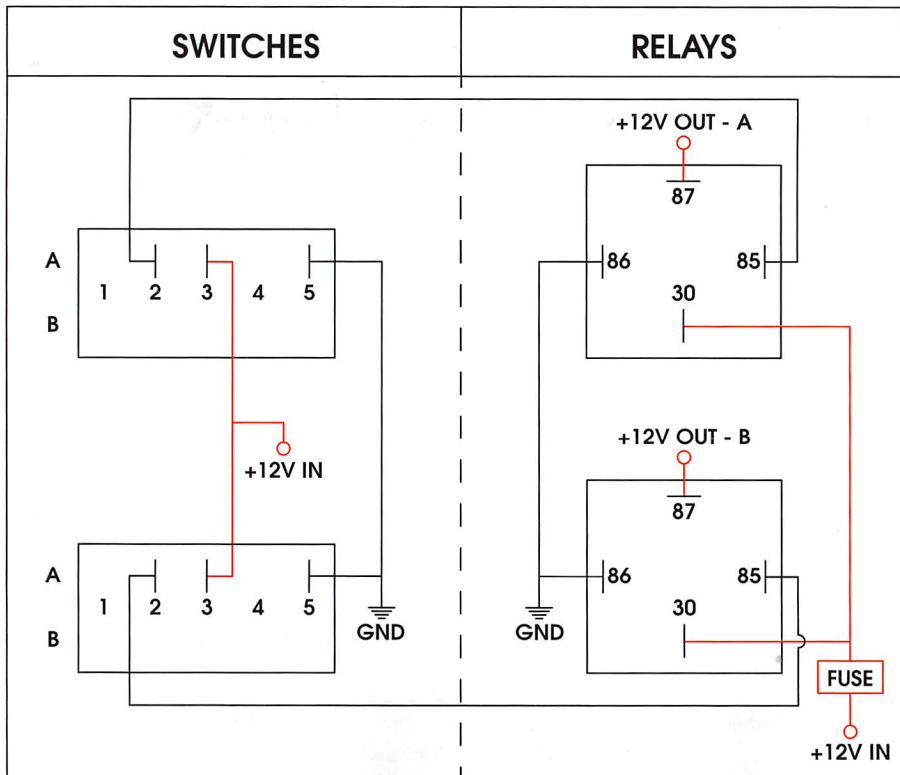 SWITCHES
RELAYS
+12V OUT - A
87
A
86
85
1 2 3 4 5
30
B
+12V IN
+12V OUT - B
87
A
86
85
1 2 3 4 5
30
B
GND
GND
FUSE
+12V IN